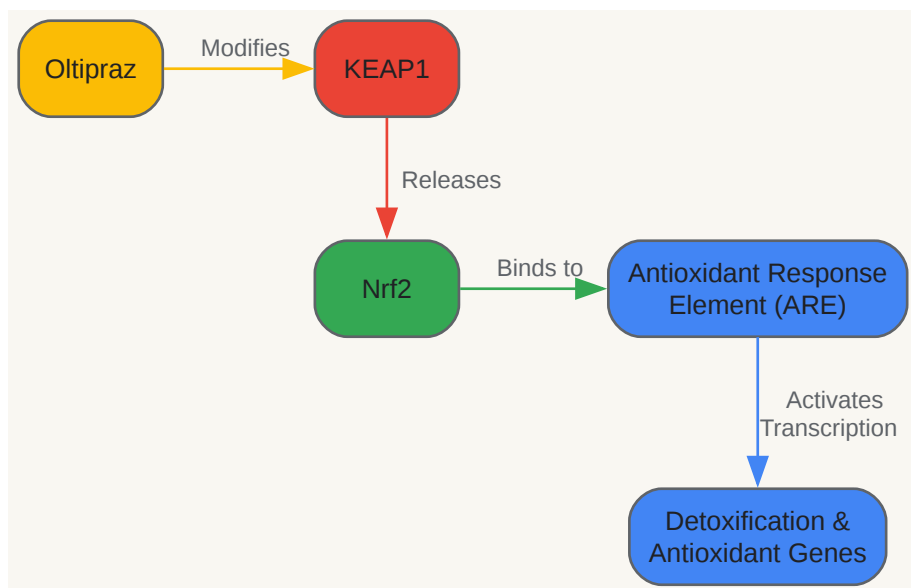 Oltipraz
Modifies
KEAP1
Releases
Nrf2
Binds to
Antioxidant Response
Element (ARE)
Activates
Transcription
Detoxification &
Antioxidant Genes